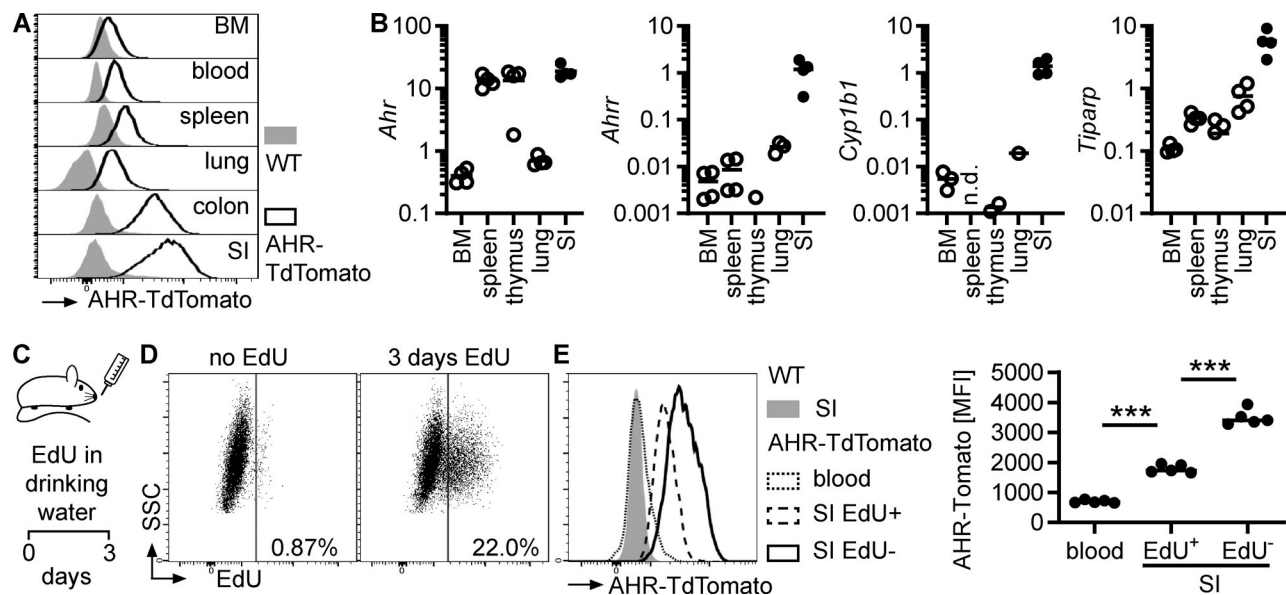 A
BM
blood
spleen
lung
colon
SI
0
AHR-TdTomato
WT
AHR-
TdTomato
B
Ahr
100
10
1
0.1
BM
spleen
thymus
lung
SI
Ahrr
10
1
0.1
0.01
0.001
BM
spleen
thymus
lung
SI
Cyp1b1
10
1
0.1
0.01
0.001
n.d.
BM
spleen
thymus
lung
SI
Tiparp
10
1
0.1
BM
spleen
thymus
lung
SI
C
EdU in
drinking
water
0 3
days
D
no EdU
3 days EdU
SSC
0.87%
22.0%
0
0
EdU
E
0
AHR-TdTomato
WT
SI
AHR-TdTomato
blood
SI EdU+
SI EdU-
AHR-Tomato [MFI]
5000
4000
3000
2000
1000
0
***
***
blood
EdU+
EdU-
SI